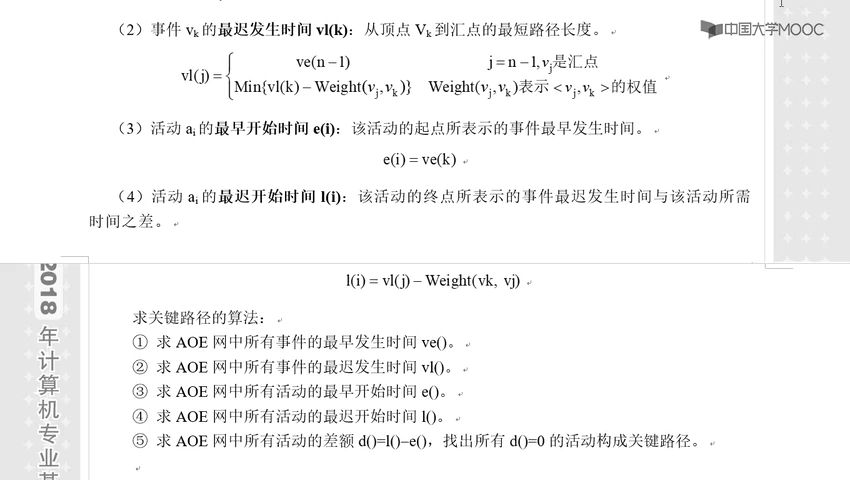 （2）事件 vk 的最迟发生时间 vl(k)：从顶点 Vk 到汇点的最短路径长度。
中国大学MOOC
ve(n−1) j = n −1, vj是汇点
vl(j) =
Min{vl(k) − Weight(vj, vk)} Weight(vj, vk)表示 < vj, vk >的权值
（3）活动 ai 的最早开始时间 e(i)：该活动的起点所表示的事件最早发生时间。
e(i) = ve(k)
（4）活动 ai 的最迟开始时间 l(i)：该活动的终点所表示的事件最迟发生时间与该活动所需
时间之差。
l(i) = vl(j) − Weight(vk, vj)
求关键路径的算法：
① 求 AOE 网中所有事件的最早发生时间 ve()。
② 求 AOE 网中所有事件的最迟发生时间 vl()。
③ 求 AOE 网中所有活动的最早开始时间 e()。
④ 求 AOE 网中所有活动的最迟开始时间 l()。
⑤ 求 AOE 网中所有活动的差额 d()=l()−e()，找出所有 d()=0 的活动构成关键路径。
2018年计算机专业基